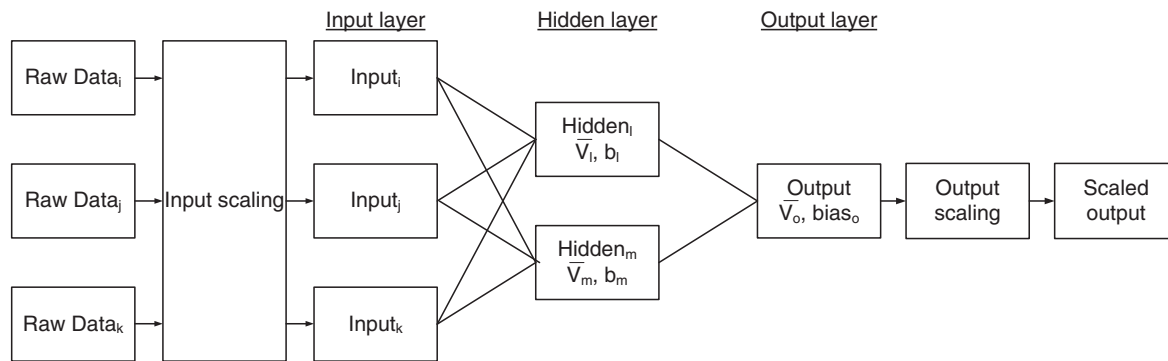 Input layer
Hidden layer
Output layer
Raw Dataᵢ
Inputᵢ
Hiddenₗ
V̅ₗ, bₗ
Raw Dataⱼ
Input scaling
Inputⱼ
Output
V̅ₒ, biasₒ
Output
scaling
Scaled
output
Hiddenₘ
V̅ₘ, bₘ
Raw Dataₖ
Inputₖ